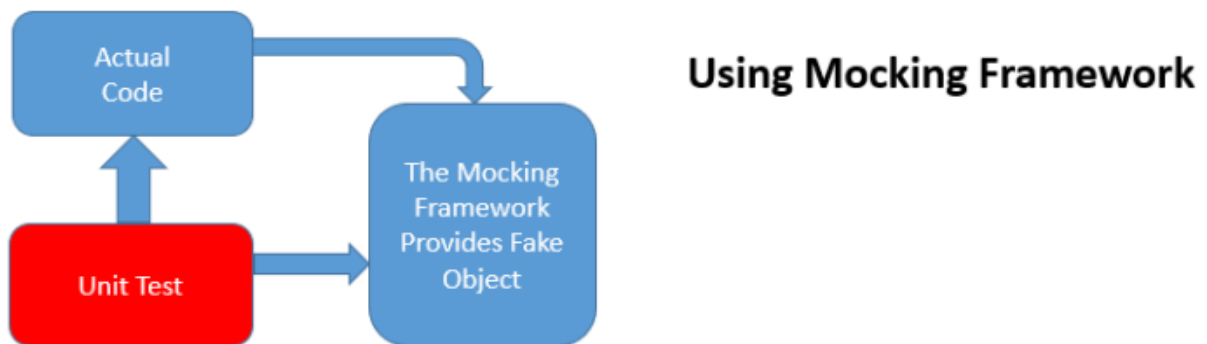 Actual
Code
Using Mocking Framework
The Mocking
Framework
Provides Fake
Object
Unit Test